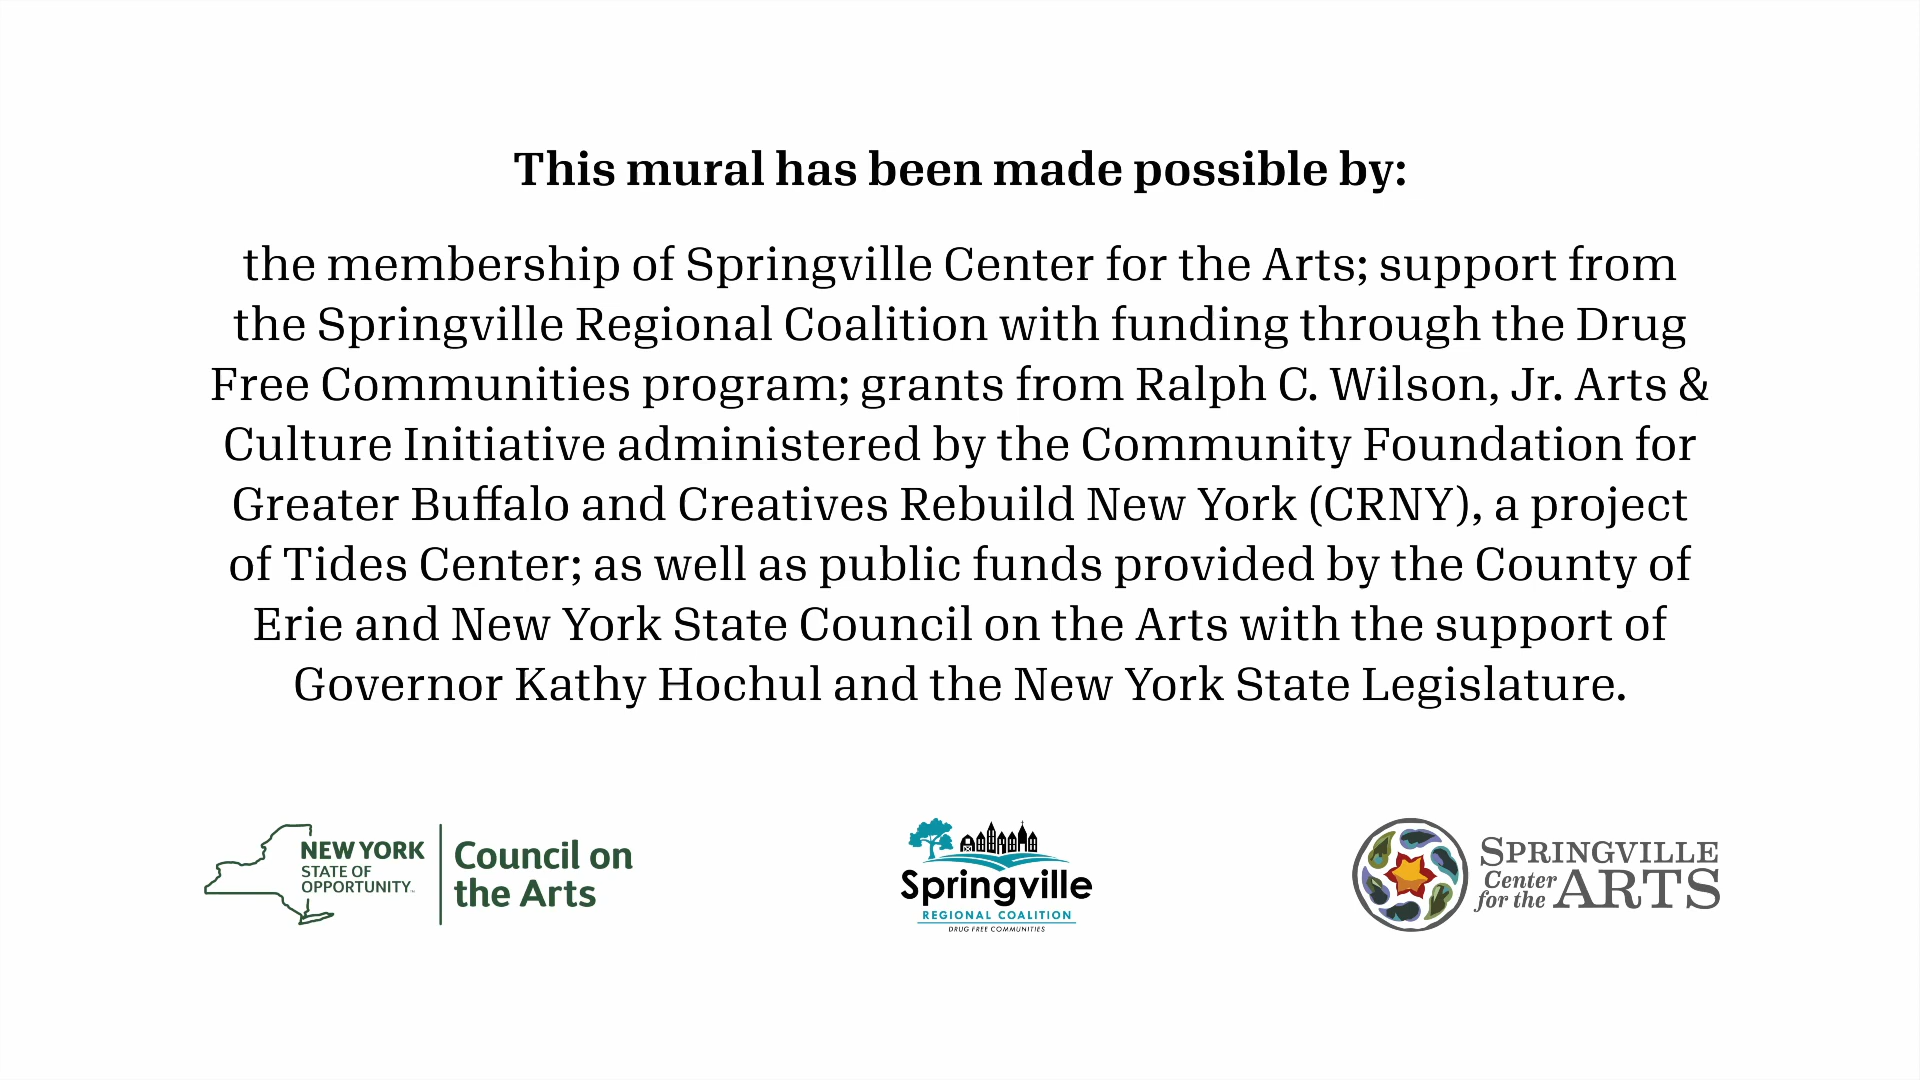 This mural has been made possible by:
the membership of Springville Center for the Arts; support from
the Springville Regional Coalition with funding through the Drug
Free Communities program; grants from Ralph C. Wilson, Jr. Arts &
Culture Initiative administered by the Community Foundation for
Greater Buffalo and Creatives Rebuild New York (CRNY), a project
of Tides Center; as well as public funds provided by the County of
Erie and New York State Council on the Arts with the support of
Governor Kathy Hochul and the New York State Legislature.
NEW YORK
STATE OF
OPPORTUNITY™
Council on
the Arts
Springville
REGIONAL COALITION
DRUG FREE COMMUNITIES
SPRINGVILLE
Center
for the ARTS